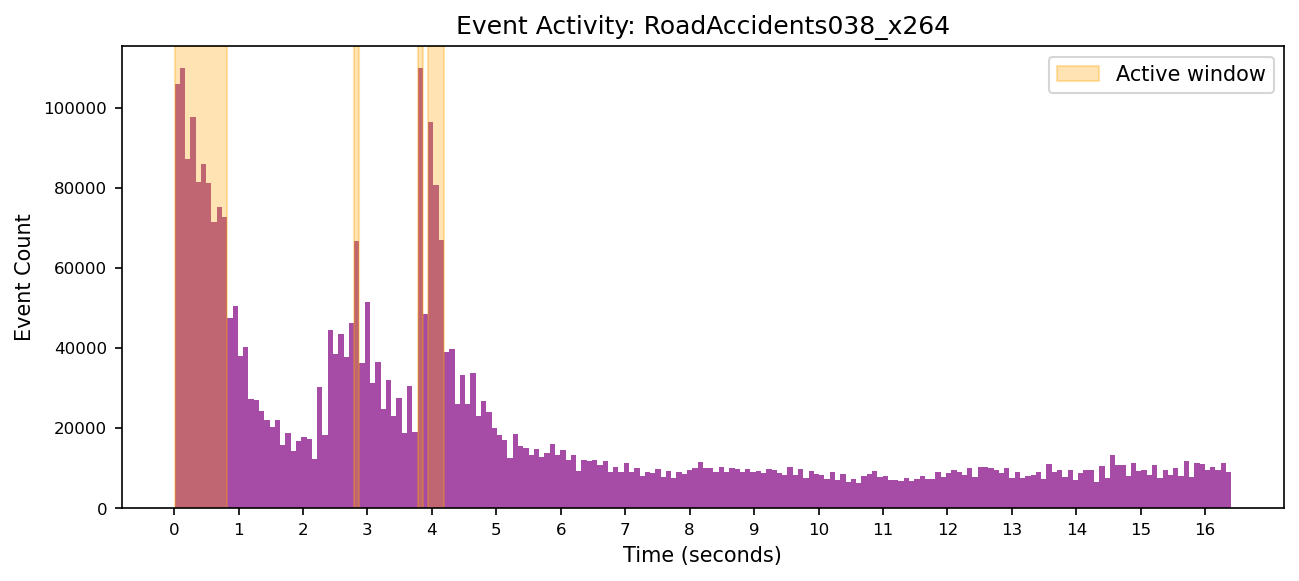 Event Activity: RoadAccidents038_x264
Active window
Event Count
100000
80000
60000
40000
20000
0
0 1 2 3 4 5 6 7 8 9 10 11 12 13 14 15 16
Time (seconds)